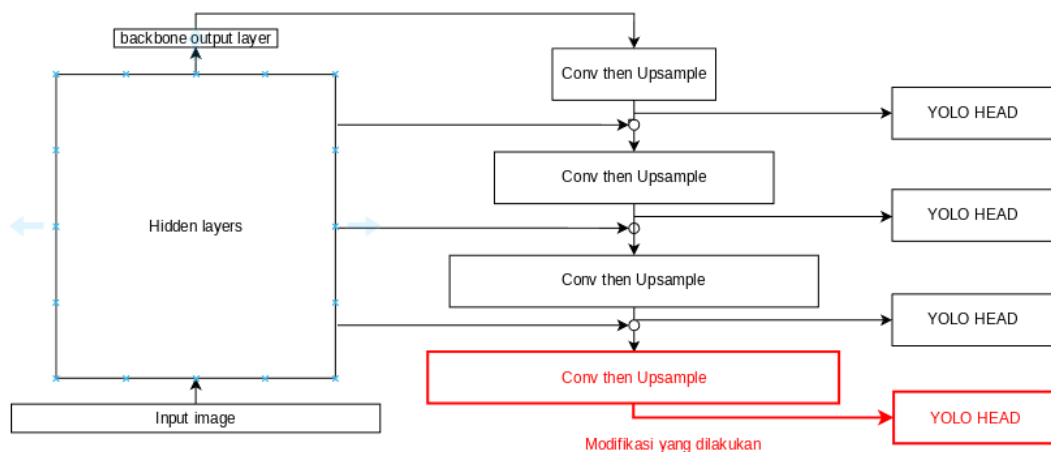 backbone output layer
Conv then Upsample
YOLO HEAD
Conv then Upsample
YOLO HEAD
Hidden layers
Conv then Upsample
YOLO HEAD
Conv then Upsample
Input image
YOLO HEAD
Modifikasi yang dilakukan